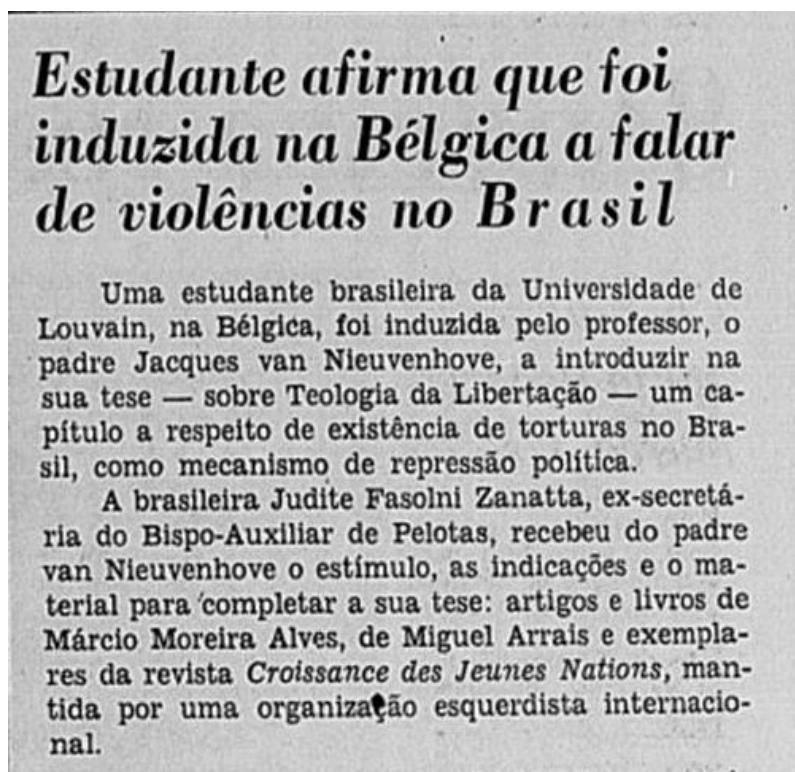 Estudante afirma que foi
induzida na Bélgica a falar
de violências no Brasil
Uma estudante brasileira da Universidade de
Louvain, na Bélgica, foi induzida pelo professor, o
padre Jacques van Nieuvenhove, a introduzir na
sua tese — sobre Teologia da Libertação — um ca-
pítulo a respeito de existência de torturas no Bra-
sil, como mecanismo de repressão política.
A brasileira Judite Fasolni Zanatta, ex-secretá-
ria do Bispo-Auxiliar de Pelotas, recebeu do padre
van Nieuvenhove o estímulo, as indicações e o ma-
terial para completar a sua tese: artigos e livros de
Márcio Moreira Alves, de Miguel Arrais e exempla-
res da revista Croissance des Jeunes Nations, man-
tida por uma organização esquerdista internacio-
nal.